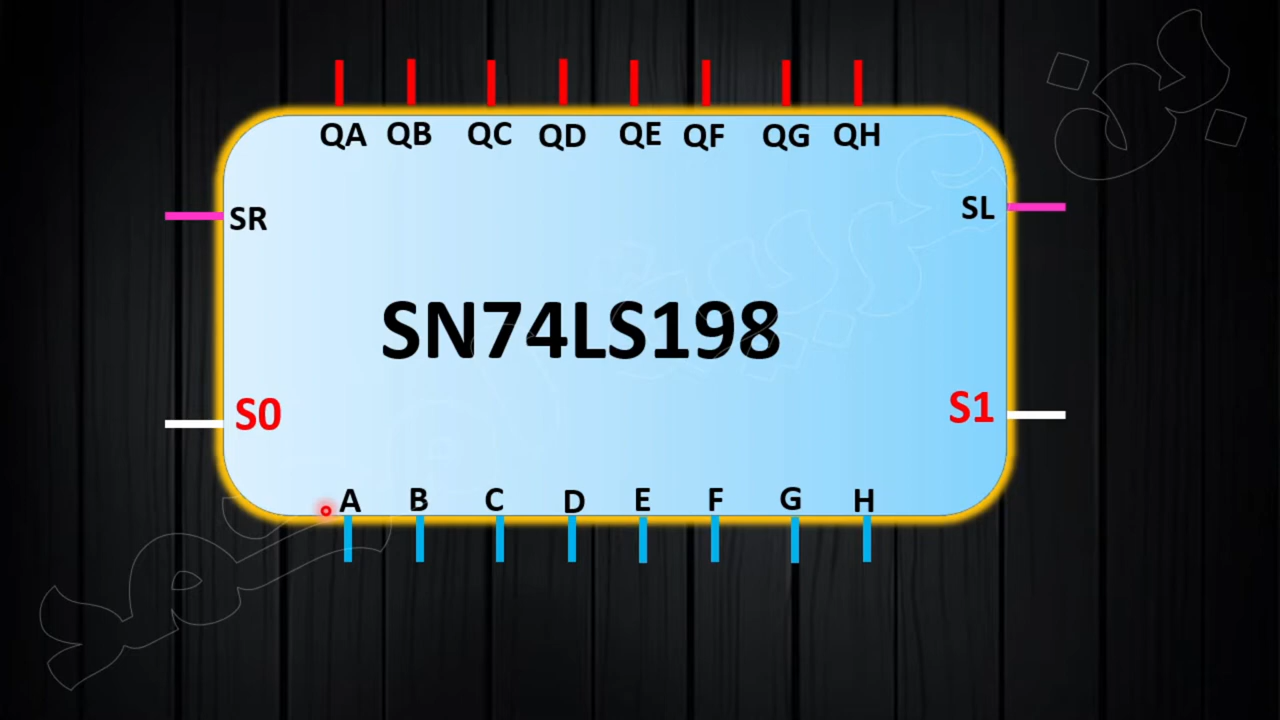 QA QB QC QD QE QF QG QH
SR SL
SN74LS198
S0 S1
A B C D E F G H